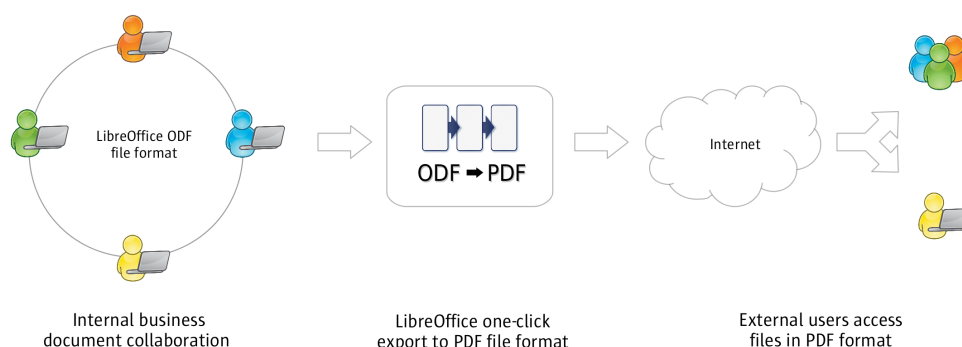 LibreOffice ODF
file format
ODF ➡ PDF
Internet
Internal business
document collaboration
LibreOffice one-click
export to PDF file format
External users access
files in PDF format